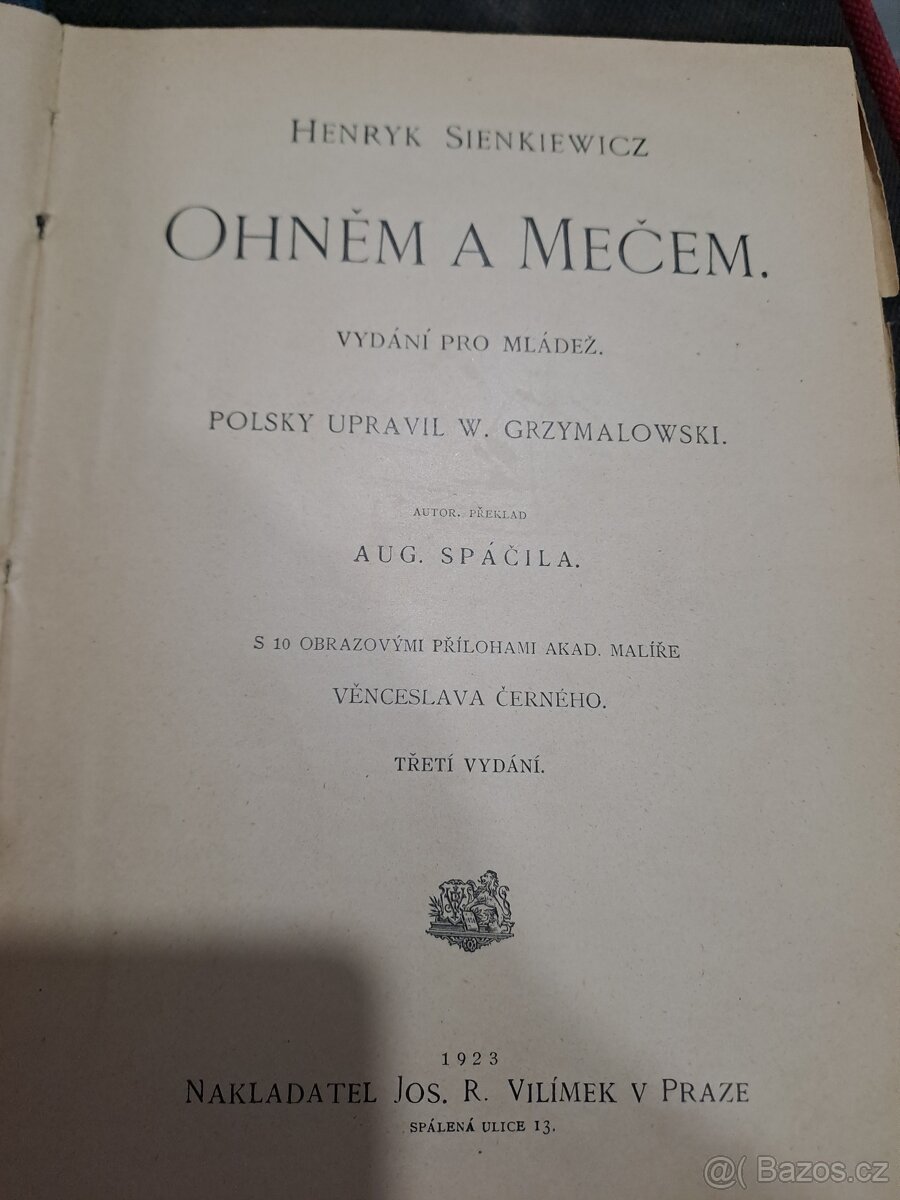 HENRYK SIENKIEWICZ
OHNĚM A MEČEM.
VYDÁNÍ PRO MLÁDEŽ.
POLSKY UPRAVIL W. GRZYMALOWSKI.
AUTOR. PŘEKLAD
AUG. SPÁČILA.
S 10 OBRAZOVÝMI PŘÍLOHAMI AKAD. MALÍŘE
VĚNCESLAVA ČERNÉHO.
TŘETÍ VYDÁNÍ.
1923
NAKLADATEL JOS. R. VILÍMEK V PRAZE
SPÁLENÁ ULICE 13.
@( Bazos.cz